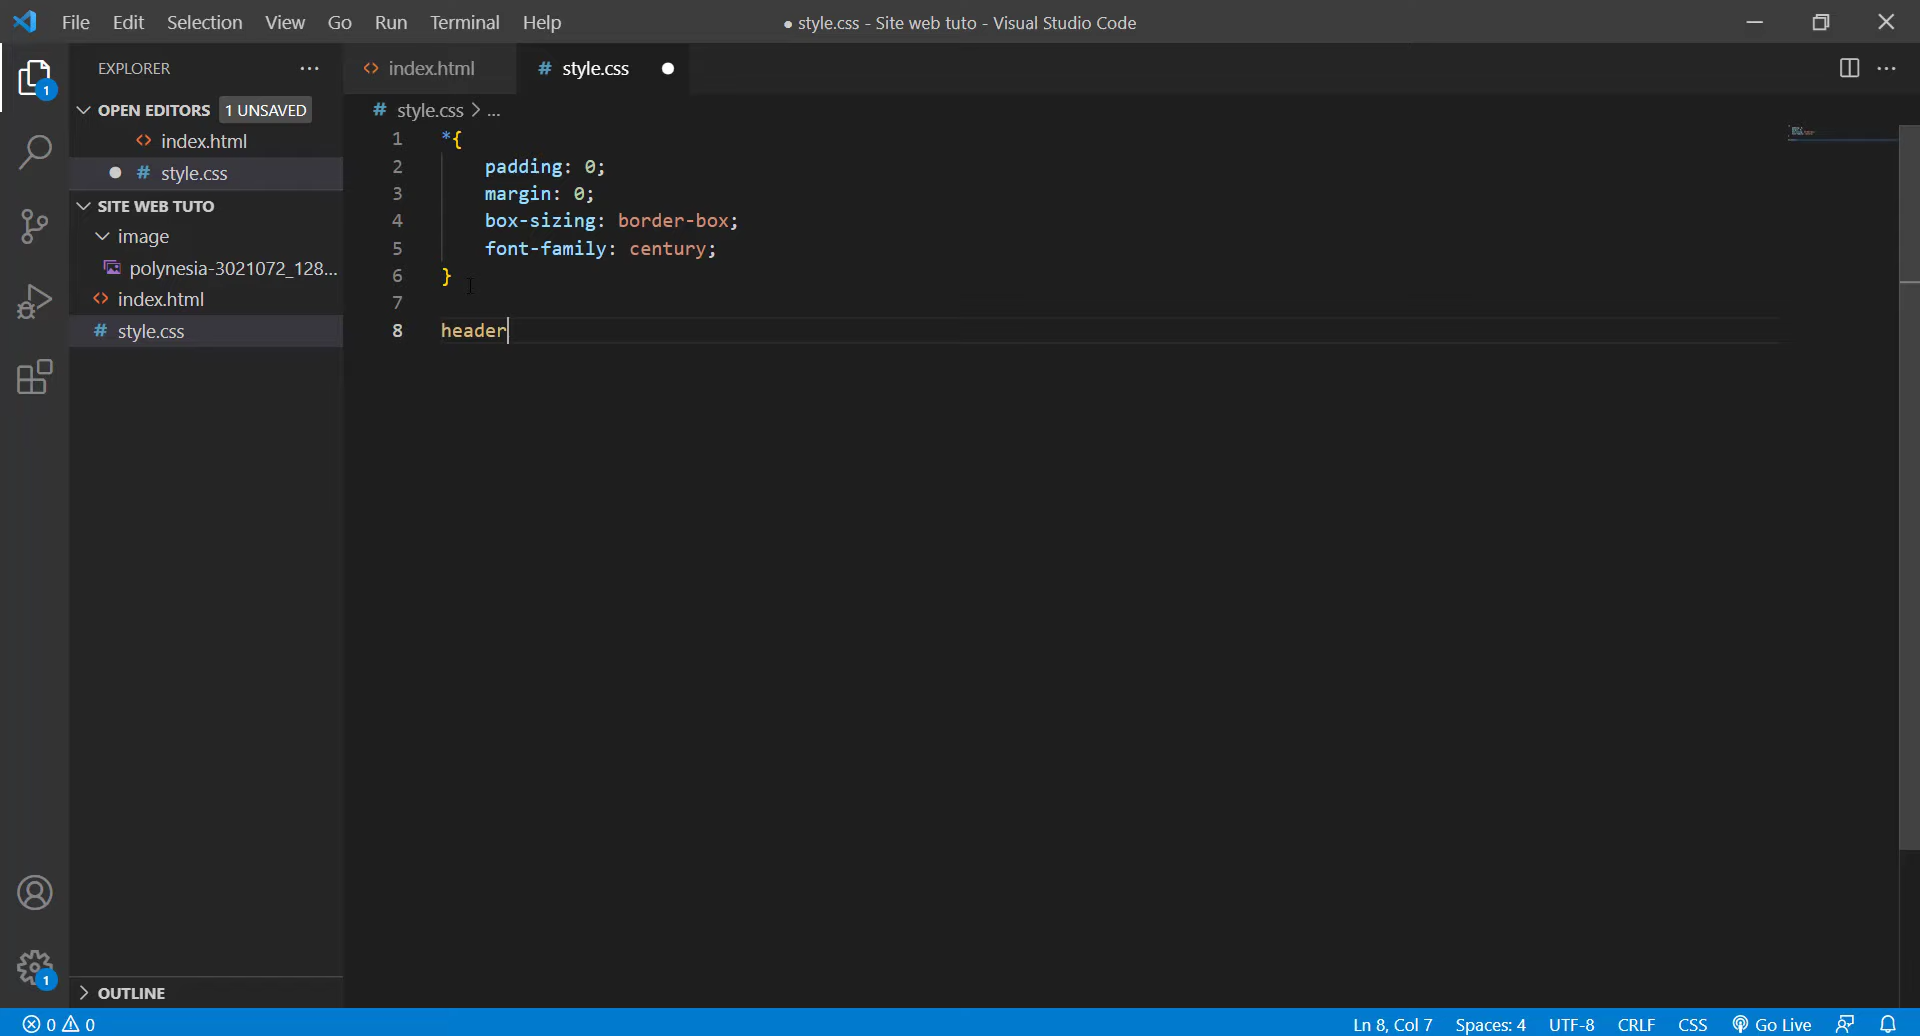 File Edit Selection View Go Run Terminal Help
● style.css - Site web tuto - Visual Studio Code
EXPLORER
OPEN EDITORS 1 UNSAVED
index.html
style.css
SITE WEB TUTO
image
polynesia-3021072_128...
index.html
style.css
OUTLINE
1
1
index.html
# style.css
# style.css > ...
1 *{
2 padding: 0;
3 margin: 0;
4 box-sizing: border-box;
5 font-family: century;
6 }
7
8 header
0 0
Ln 8, Col 7 Spaces: 4 UTF-8 CRLF CSS Go Live